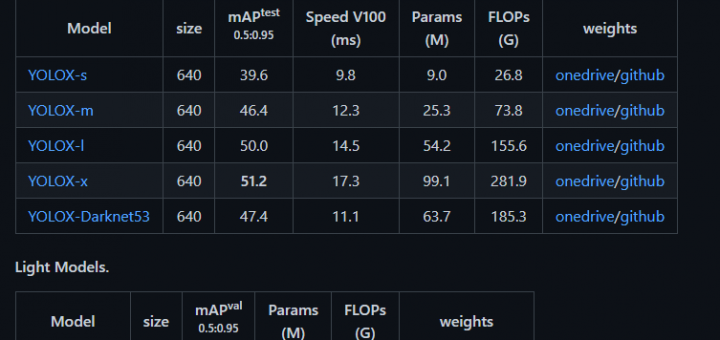 Model size mAPtest 0.5:0.95 Speed V100 (ms) Params (M) FLOPs (G) weights
YOLOX-s 640 39.6 9.8 9.0 26.8 onedrive/github
YOLOX-m 640 46.4 12.3 25.3 73.8 onedrive/github
YOLOX-l 640 50.0 14.5 54.2 155.6 onedrive/github
YOLOX-x 640 51.2 17.3 99.1 281.9 onedrive/github
YOLOX-Darknet53 640 47.4 11.1 63.7 185.3 onedrive/github
Light Models.
Model size mAPval 0.5:0.95 Params (M) FLOPs (G) weights